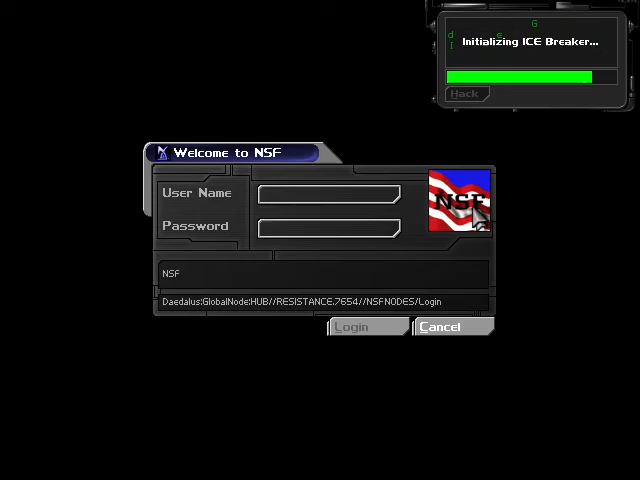 G
d
e
I
Initializing ICE Breaker...
Hack
Welcome to NSF
User Name
NSF
Password
NSF
Daedalus:GlobalNode:HUB//RESISTANCE.7654//NSFNODES/Login
Login
Cancel